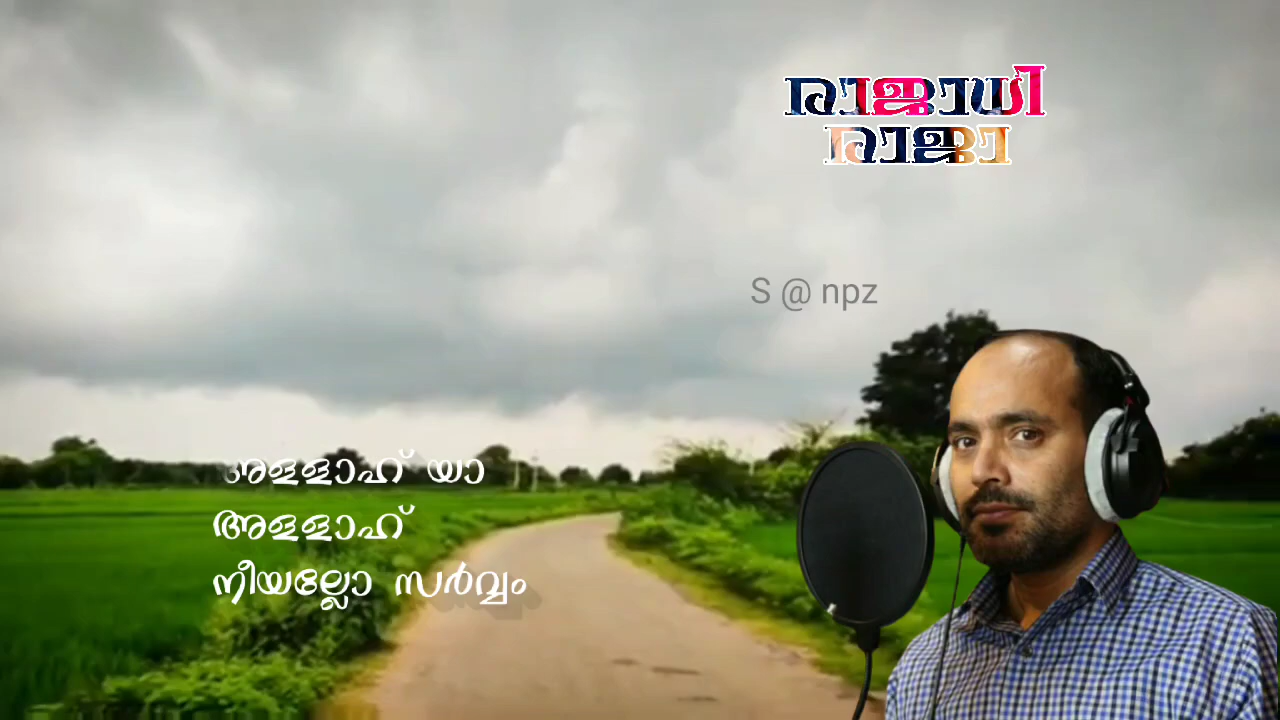 രാജാധി
രാജാ
S @ npz
അള്ളാഹ് യാ
അള്ളാഹ്
നീയല്ലോ സർവ്വം